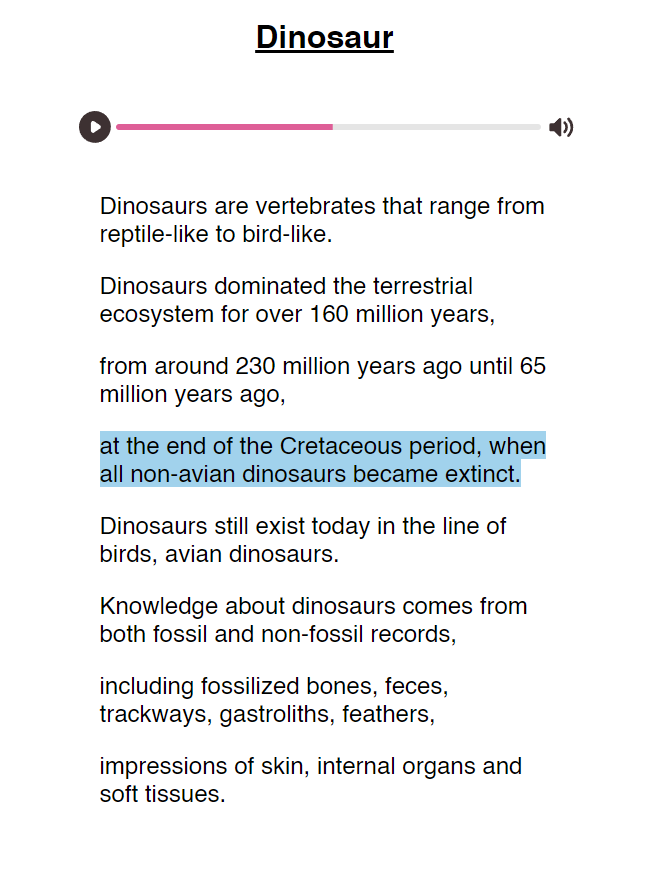 Dinosaur
Dinosaurs are vertebrates that range from
reptile-like to bird-like.
Dinosaurs dominated the terrestrial
ecosystem for over 160 million years,
from around 230 million years ago until 65
million years ago,
at the end of the Cretaceous period, when
all non-avian dinosaurs became extinct.
Dinosaurs still exist today in the line of
birds, avian dinosaurs.
Knowledge about dinosaurs comes from
both fossil and non-fossil records,
including fossilized bones, feces,
trackways, gastroliths, feathers,
impressions of skin, internal organs and
soft tissues.